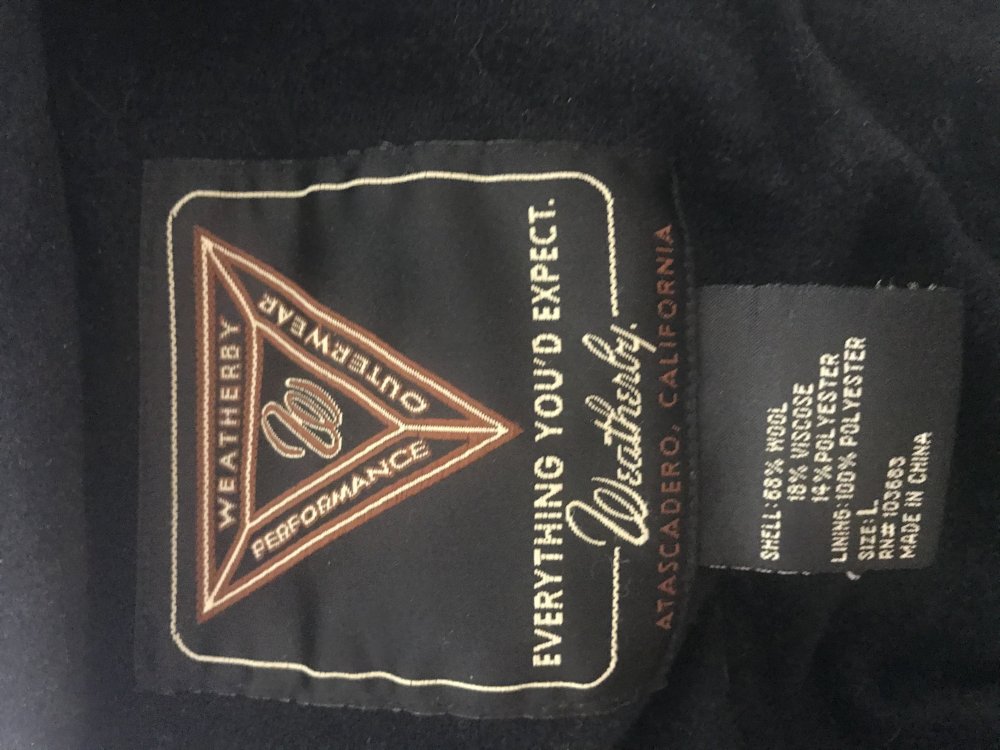 WEATHERBY
PERFORMANCE
OUTERWEAR
W
EVERYTHING YOU'D EXPECT.
Weatherby.
ATASCADERO, CALIFORNIA
SHELL: 68% WOOL
18% VISCOSE
14% POLYESTER
LINING: 100% POLYESTER
SIZE: L
RN# 103683
MADE IN CHINA